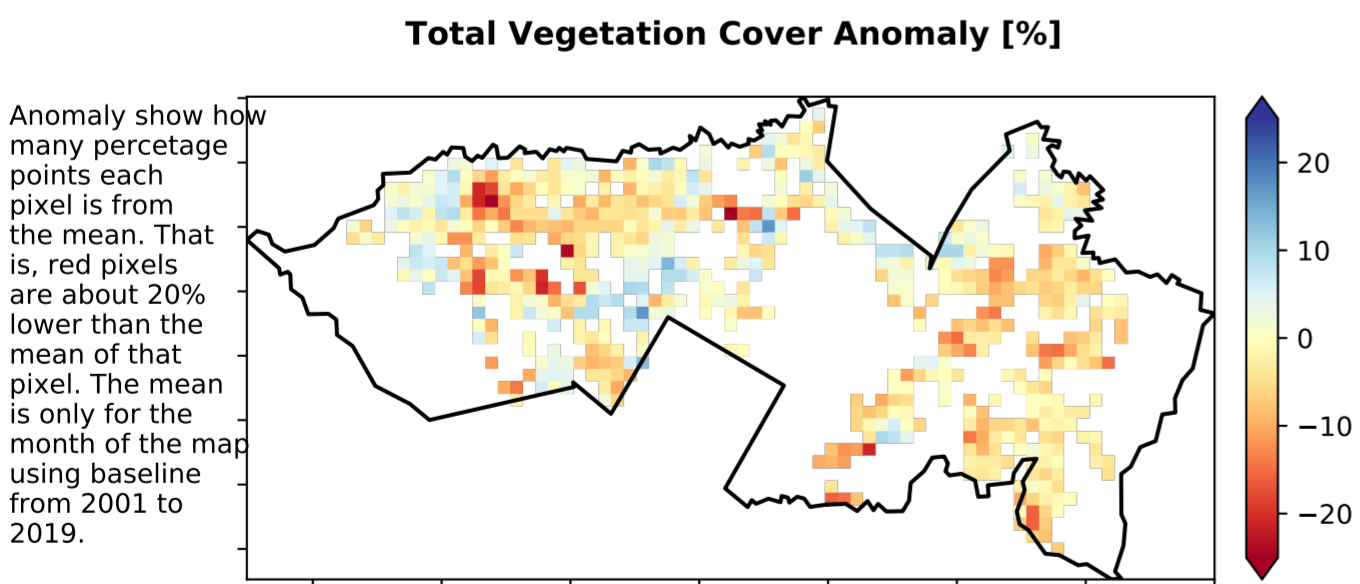 Total Vegetation Cover Anomaly [%]
Anomaly show how
many percetage
points each
pixel is from
the mean. That
is, red pixels
are about 20%
lower than the
mean of that
pixel. The mean
is only for the
month of the map
using baseline
from 2001 to
2019.
20
10
0
−10
−20